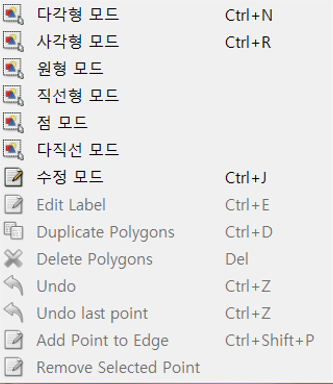 다각형 모드 Ctrl+N
사각형 모드 Ctrl+R
원형 모드
직선형 모드
점 모드
다직선 모드
수정 모드 Ctrl+J
Edit Label Ctrl+E
Duplicate Polygons Ctrl+D
Delete Polygons Del
Undo Ctrl+Z
Undo last point Ctrl+Z
Add Point to Edge Ctrl+Shift+P
Remove Selected Point